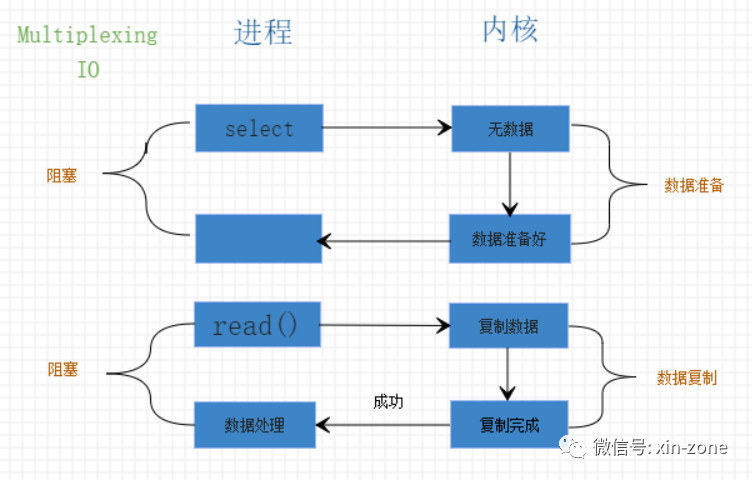 Multiplexing
IO
进程
内核
select
无数据
阻塞
数据准备
数据准备好
read()
复制数据
阻塞
数据复制
成功
数据处理
复制完成
微信号: xin-zone